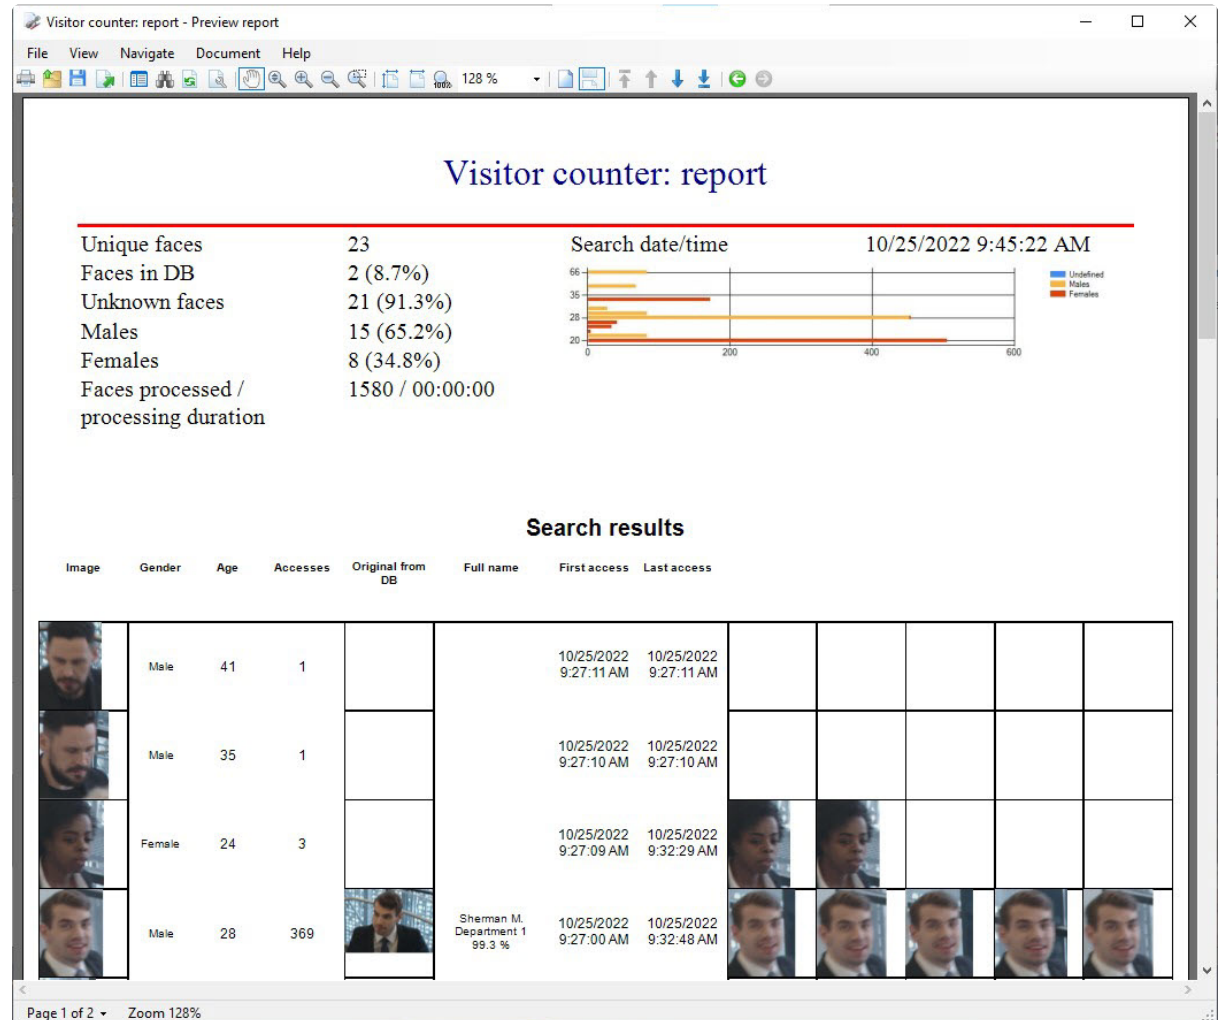 Visitor counter: report - Preview report
File View Navigate Document Help
100% 128 %
Visitor counter: report
Unique faces 23 Search date/time 10/25/2022 9:45:22 AM
Faces in DB 2 (8.7%)
Unknown faces 21 (91.3%)
Males 15 (65.2%)
Females 8 (34.8%)
Faces processed / 1580 / 00:00:00
processing duration
66
35
28
20
0 200 400 600
Undefined
Males
Females
Search results
Image Gender Age Accesses Original from Full name First access Last access
DB
Male 41 1 10/25/2022 10/25/2022
9:27:11 AM 9:27:11 AM
Male 35 1 10/25/2022 10/25/2022
9:27:10 AM 9:27:10 AM
Female 24 3 10/25/2022 10/25/2022
9:27:09 AM 9:32:29 AM
Male 28 369 Sherman M. 10/25/2022 10/25/2022
Department 1 9:27:00 AM 9:32:48 AM
99.3 %
Page 1 of 2 Zoom 128%